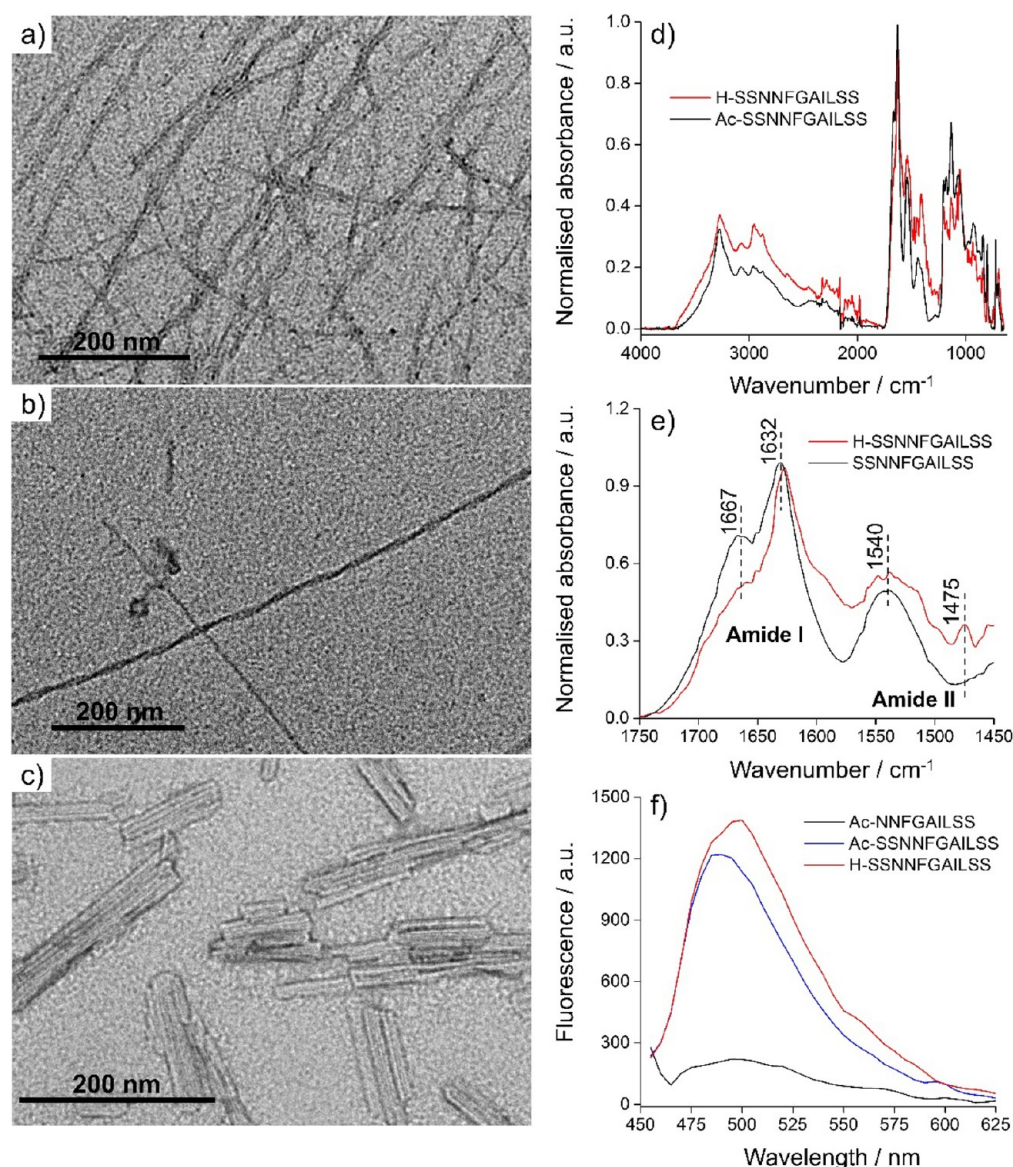 a)
200 nm
b)
200 nm
c)
200 nm
d)
Normalised absorbance / a.u.
1.0
0.8
0.6
0.4
0.2
0.0
H-SSNNFGAILSS
Ac-SSNNFGAILSS
4000 3000 2000 1000
Wavenumber / cm⁻¹
e)
Normalised absorbance / a.u.
1.2
0.9
0.6
0.3
0.0
H-SSNNFGAILSS
SSNNFGAILSS
1667
1632
1540
1475
Amide I
Amide II
1750 1700 1650 1600 1550 1500 1450
Wavenumber / cm⁻¹
f)
Fluorescence / a.u.
1500
1200
900
600
300
0
Ac-NNFGAILSS
Ac-SSNNFGAILSS
H-SSNNFGAILSS
450 475 500 525 550 575 600 625
Wavelength / nm